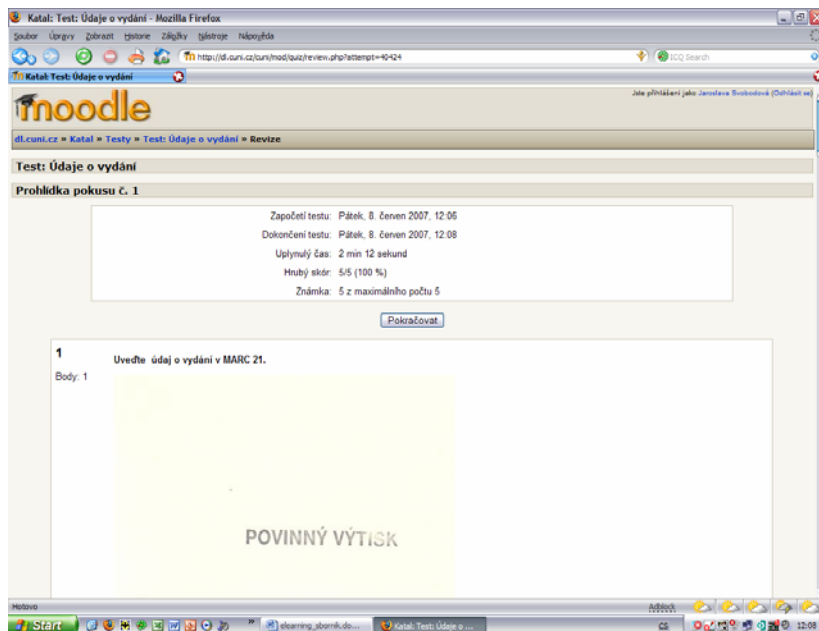 Katal: Test: Údaje o vydání - Mozilla Firefox
Soubor Úpravy Zobrazit Historie Záložky Nástroje Nápověda
http://dl.cuni.cz/cuni/mod/quiz/review.php?attempt=40424 ICQ Search
Katal: Test: Údaje o vydání
moodle
Jste přihlášeni jako Jaroslava Svobodová (Odhlásit se)
dl.cuni.cz » Katal » Testy » Test: Údaje o vydání » Revize
Test: Údaje o vydání
Prohlídka pokusu č. 1
Započetí testu: Pátek, 8. červen 2007, 12:06
Dokončení testu: Pátek, 8. červen 2007, 12:08
Uplynulý čas: 2 min 12 sekund
Hrubý skór: 5/5 (100 %)
Známka: 5 z maximálního počtu 5
Pokračovat
1
Uveďte údaj o vydání v MARC 21.
Body: 1
POVINNÝ VÝTISK
Hotovo Adblock
Start elearning_sbornik.do... Katal: Test: Údaje o ... CS 12:08